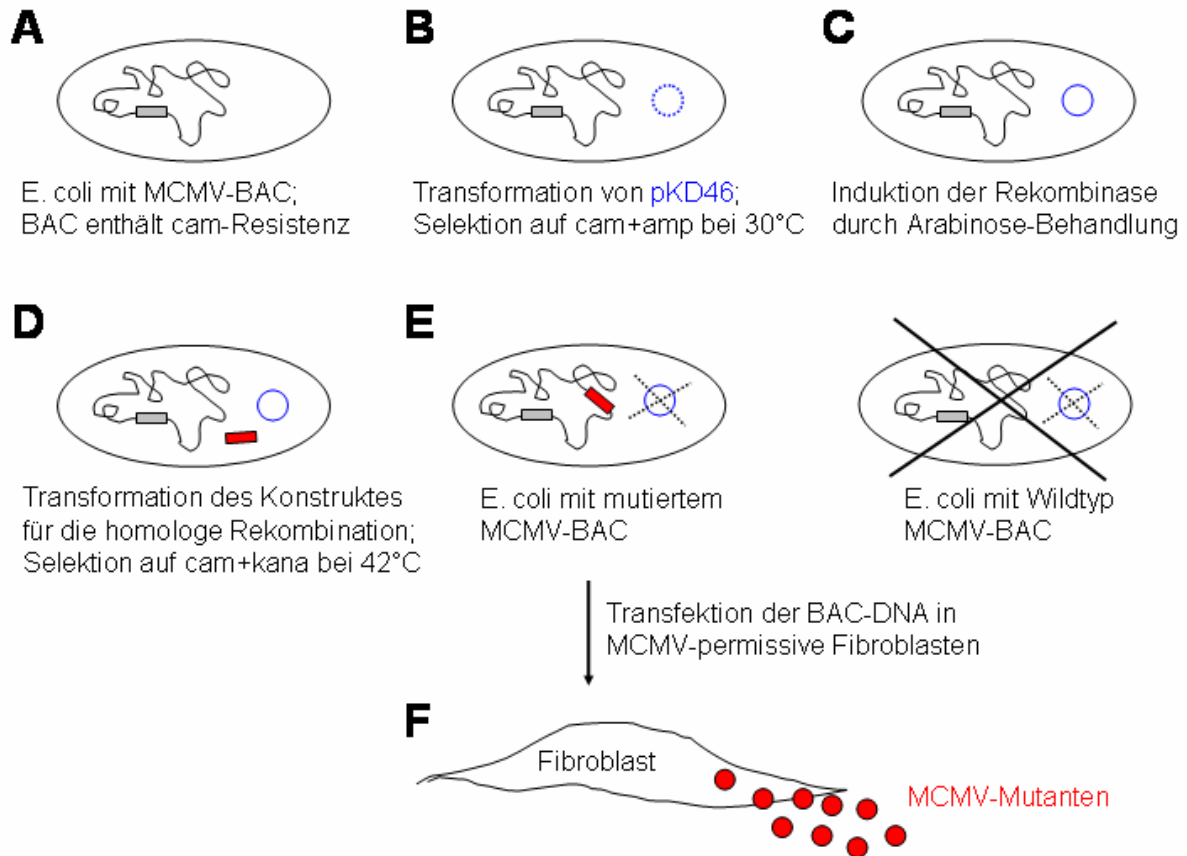 A
E. coli mit MCMV-BAC;
BAC enthält cam-Resistenz
B
Transformation von pKD46;
Selektion auf cam+amp bei 30°C
C
Induktion der Rekombinase
durch Arabinose-Behandlung
D
Transformation des Konstruktes
für die homologe Rekombination;
Selektion auf cam+kana bei 42°C
E
E. coli mit mutiertem
MCMV-BAC
E. coli mit Wildtyp
MCMV-BAC
Transfektion der BAC-DNA in
MCMV-permissive Fibroblasten
F
Fibroblast
MCMV-Mutanten